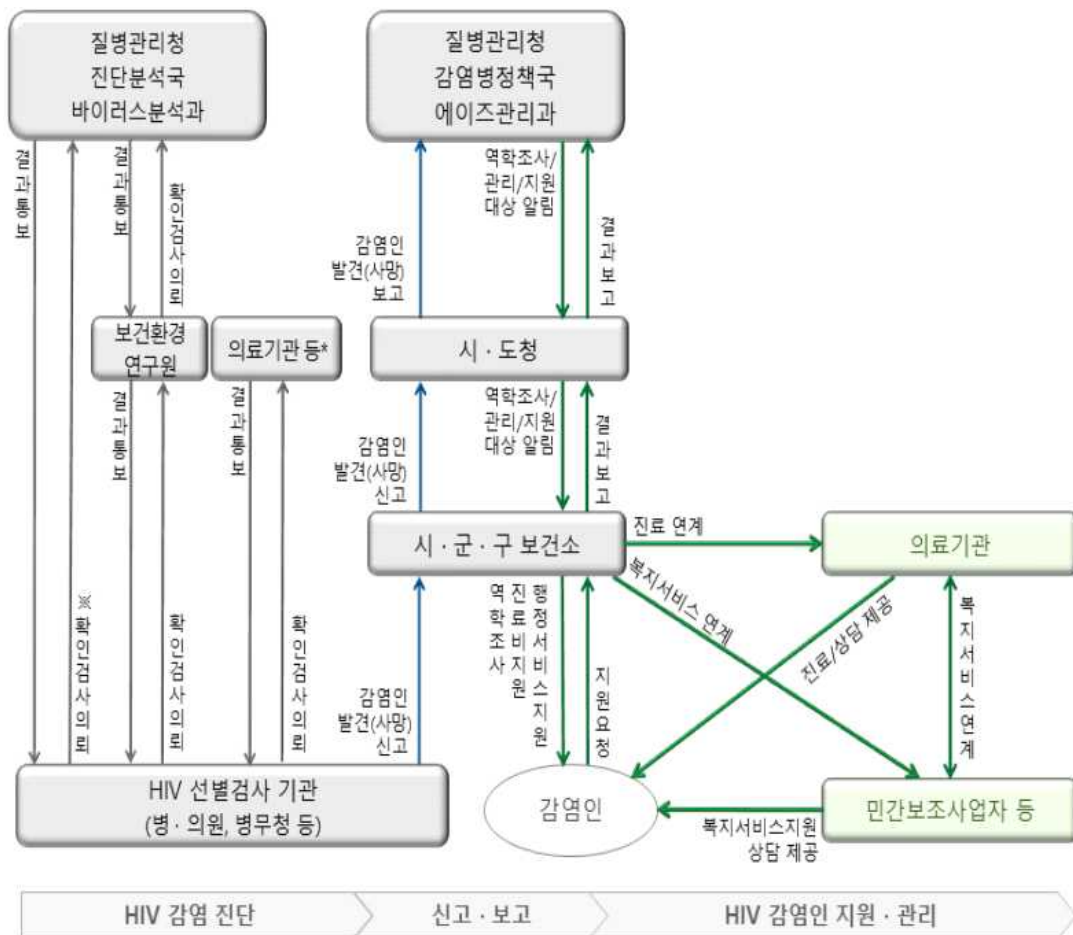 질병관리청
진단분석국
바이러스분석과
질병관리청
감염병정책국
에이즈관리과
결과통보
결과통보
확인검사의뢰
감염인
발견(사망)
보고
역학조사/
관리/지원
대상 알림
결과보고
보건환경
연구원
의료기관 등*
시 · 도청
※확인검사의뢰
결과통보
확인검사의뢰
결과통보
확인검사의뢰
감염인
발견(사망)
신고
역학조사/
관리/지원
대상 알림
결과보고
시 · 군 · 구 보건소
진료 연계
의료기관
감염인
발견(사망)
신고
역학조사
진료비지원
행정서비스지원
지원요청
복지서비스 연계
진료/상담 제공
복지서비스연계
HIV 선별검사 기관
(병 · 의원, 병무청 등)
감염인
복지서비스지원
상담 제공
민간보조사업자 등
HIV 감염 진단
신고 · 보고
HIV 감염인 지원 · 관리